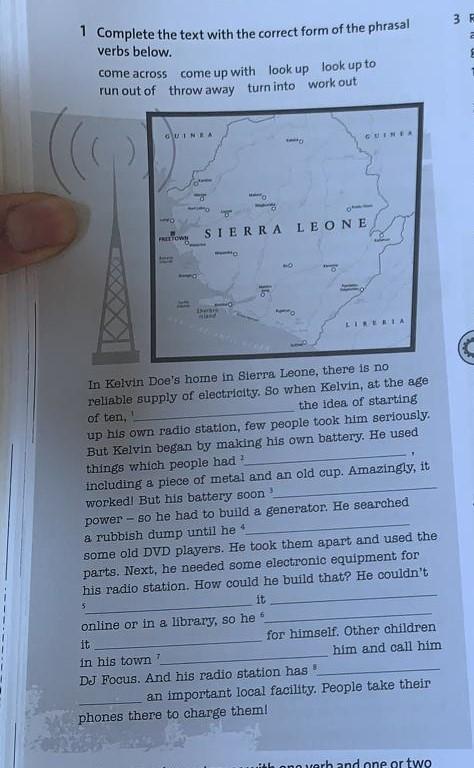 1 Complete the text with the correct form of the phrasal
verbs below.
come across come up with look up look up to
run out of throw away turn into work out
3
GUINEA
GUINEA
SIERRA LEONE
FREETOWN
Sherbro
Island
LIBERIA
In Kelvin Doe's home in Sierra Leone, there is no
reliable supply of electricity. So when Kelvin, at the age
of ten, 1 the idea of starting
up his own radio station, few people took him seriously.
But Kelvin began by making his own battery. He used
things which people had 2 ,
including a piece of metal and an old cup. Amazingly, it
worked! But his battery soon 3
power – so he had to build a generator. He searched
a rubbish dump until he 4
some old DVD players. He took them apart and used the
parts. Next, he needed some electronic equipment for
his radio station. How could he build that? He couldn't
5 it
online or in a library, so he 6
it for himself. Other children
in his town 7 him and call him
DJ Focus. And his radio station has 8
an important local facility. People take their
phones there to charge them!
with one verb and one or two